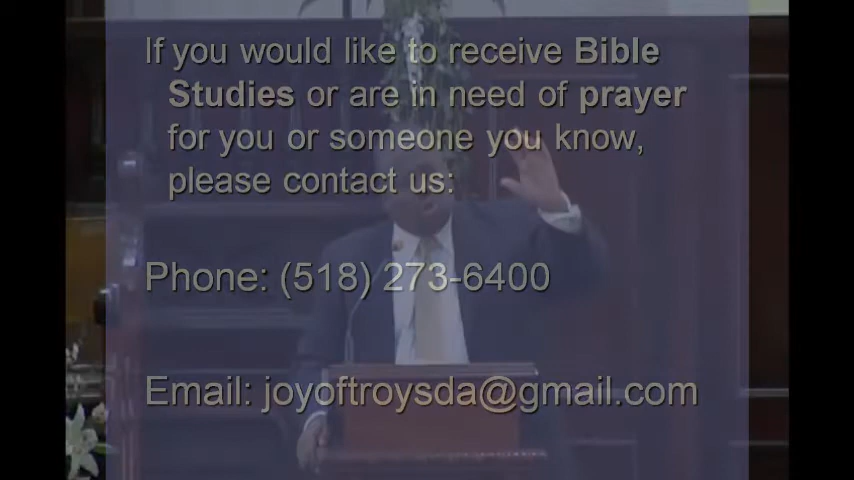 If you would like to receive Bible
Studies or are in need of prayer
for you or someone you know,
please contact us:
Phone: (518) 273-6400
Email: joyoftroysda@gmail.com